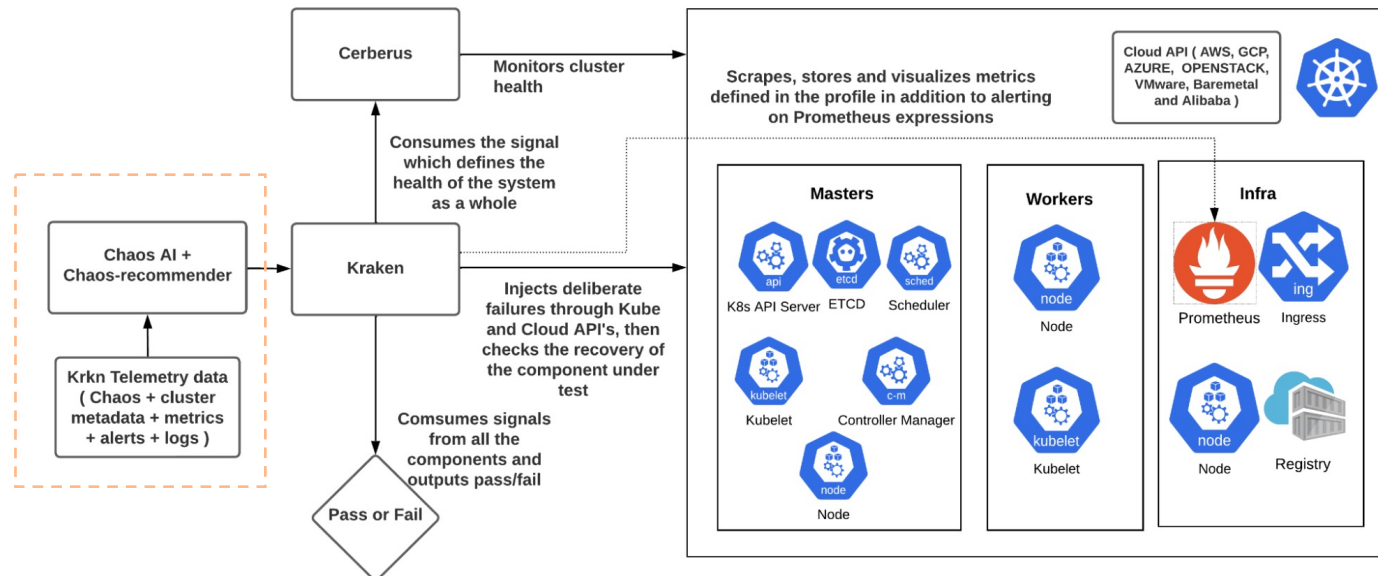 Cerberus
Monitors cluster
health
Consumes the signal
which defines the
health of the system
as a whole
Chaos AI +
Chaos-recommender
Krkn Telemetry data
( Chaos + cluster
metadata + metrics
+ alerts + logs )
Kraken
Injects deliberate
failures through Kube
and Cloud API's, then
checks the recovery of
the component under
test
Comsumes signals
from all the
components and
outputs pass/fail
Pass or Fail
Scrapes, stores and visualizes metrics
defined in the profile in addition to alerting
on Prometheus expressions
Cloud API ( AWS, GCP,
AZURE, OPENSTACK,
VMware, Baremetal
and Alibaba )
Masters
api
K8s API Server
etcd
ETCD
sched
Scheduler
kubelet
Kubelet
c-m
Controller Manager
node
Node
Workers
node
Node
kubelet
Kubelet
Infra
Prometheus
ing
Ingress
node
Node
Registry